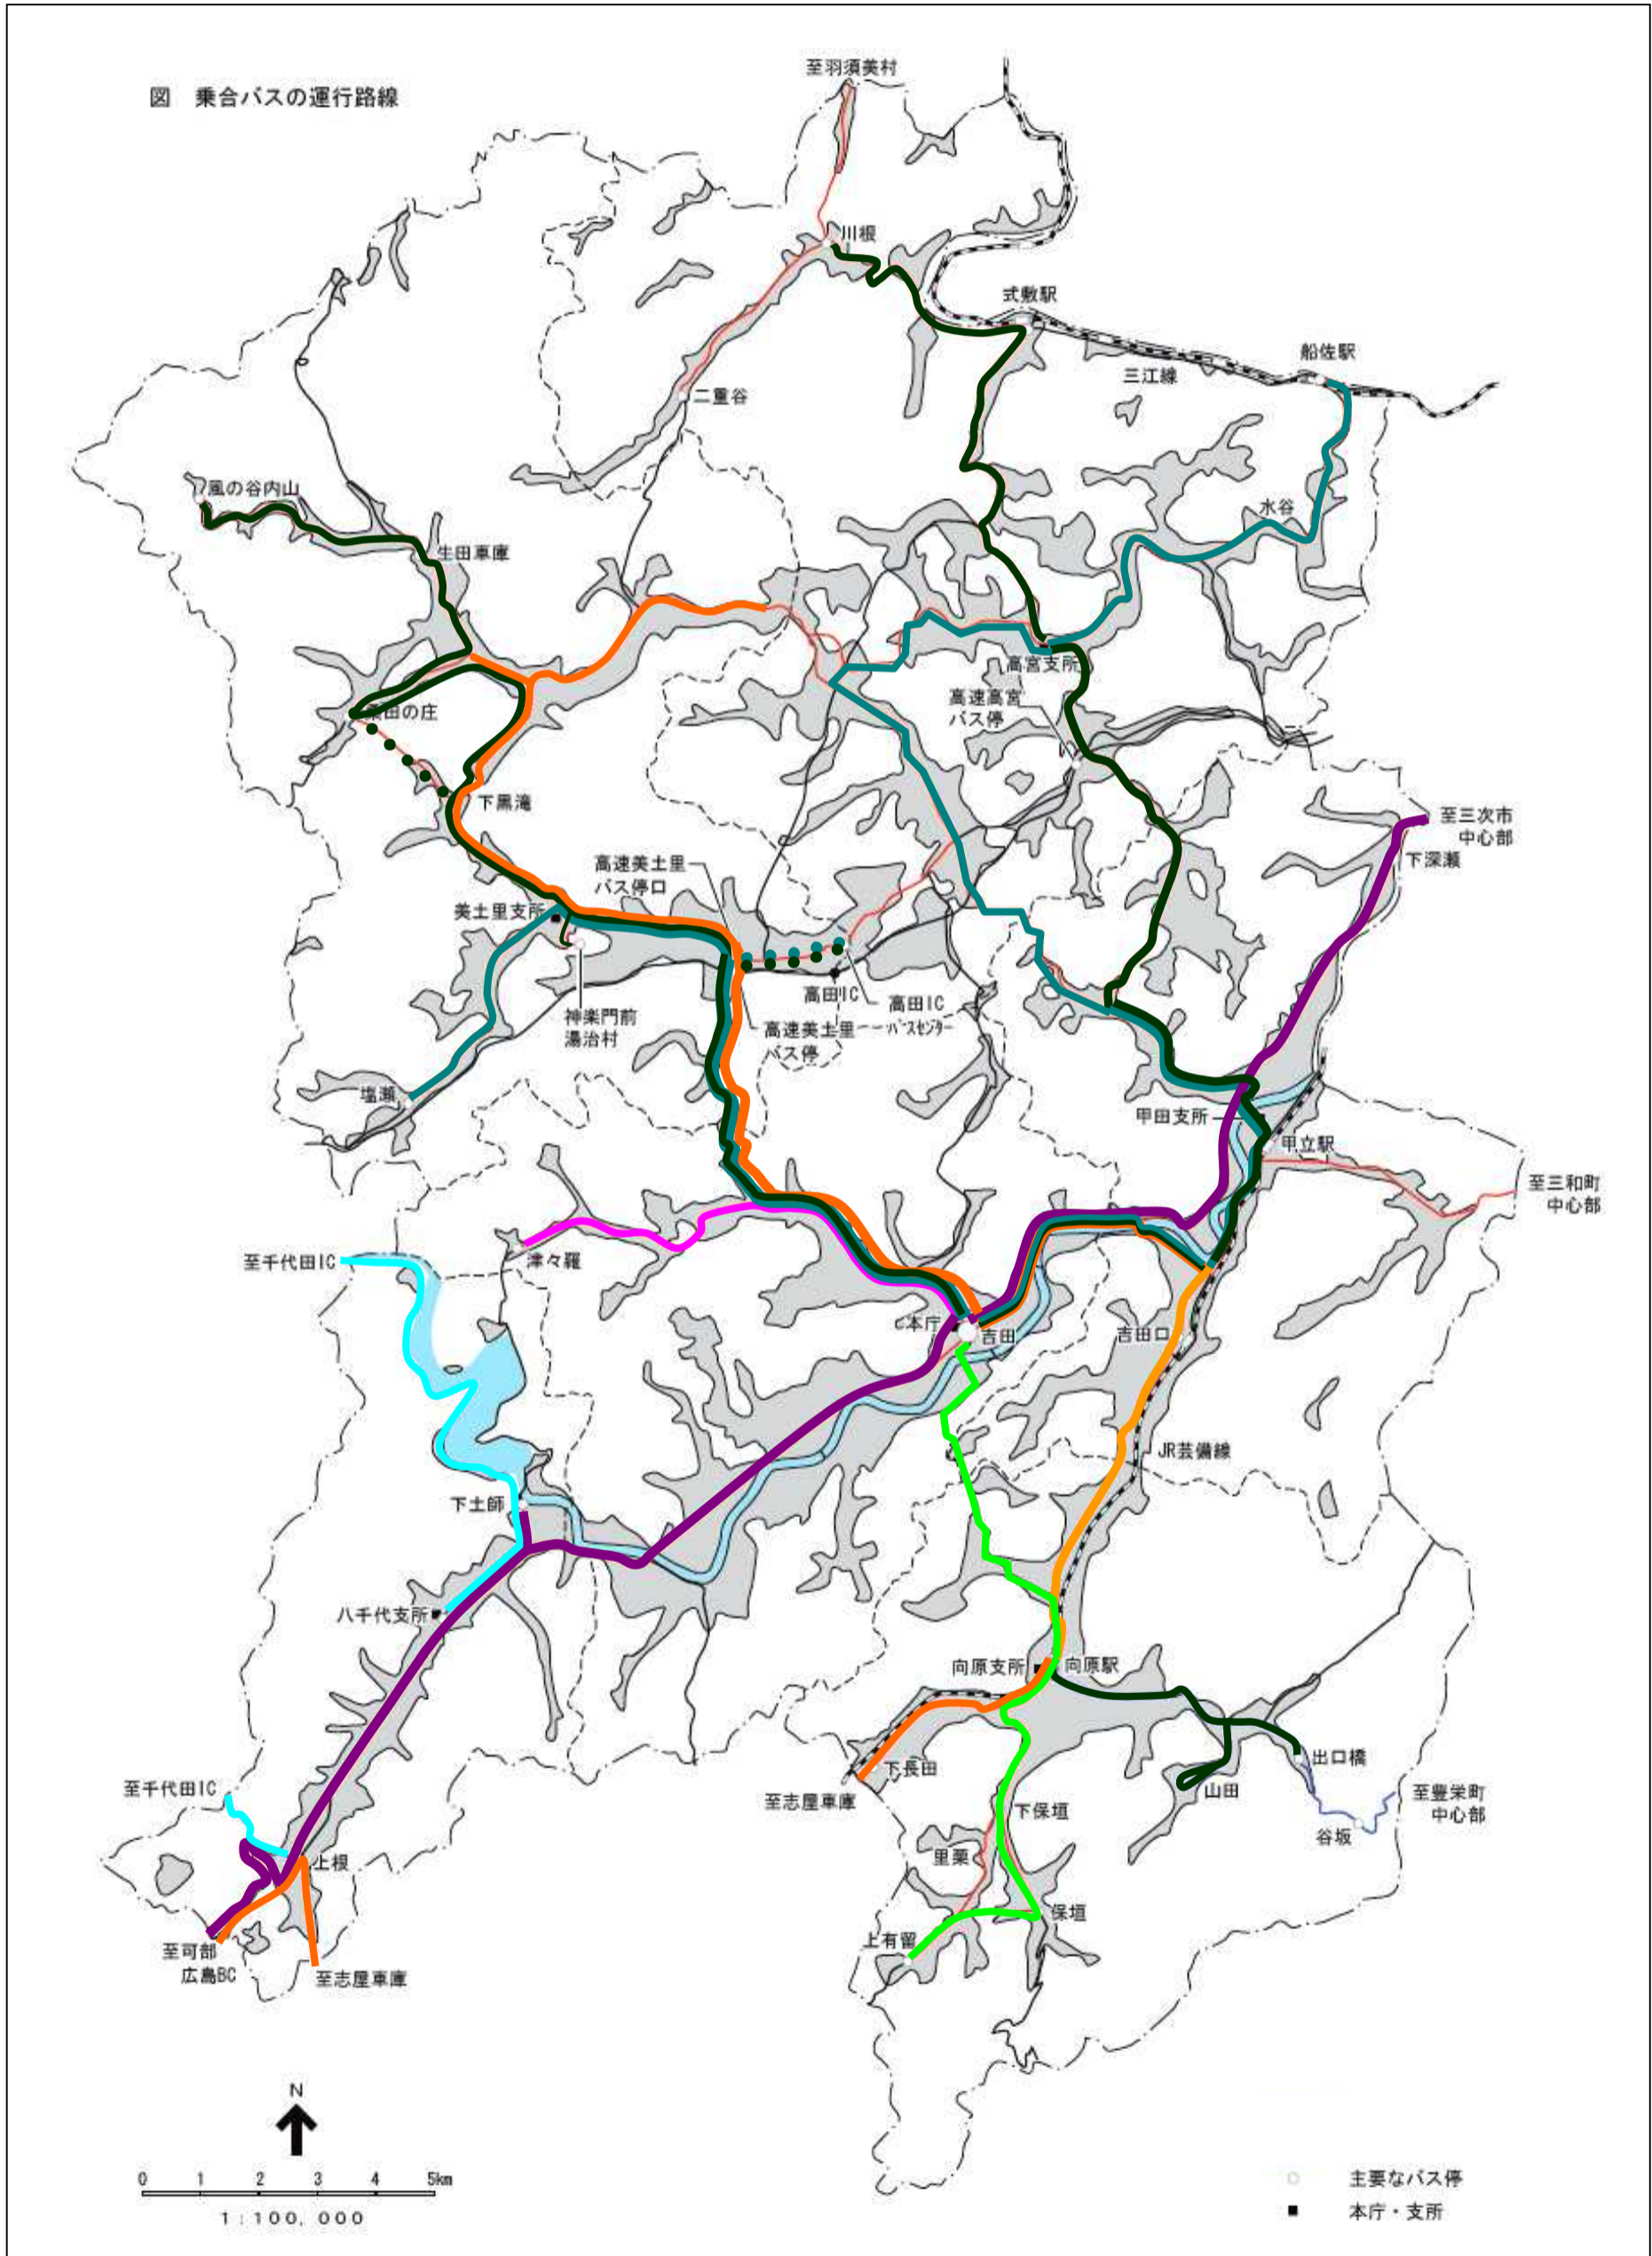 図 乗合バスの運行路線
至羽須美村
川根
式敷駅
船佐駅
三江線
二重谷
風の谷内山
水谷
生田車庫
高宮支所
田の庄
高速高宮
バス停
下黒滝
至三次市
中心部
下深瀬
高速美土里
バス停口
美土里支所
高田IC
高田IC
バスセンター
神楽門前
湯治村
高速美土里
バス停
塩瀬
甲田支所
甲立駅
至三和町
中心部
至千代田IC
津々羅
本庁
吉田
吉田口
JR芸備線
下土師
八千代支所
向原支所
向原駅
下長田
至志屋車庫
出口橋
山田
至豊栄町
中心部
谷坂
至千代田IC
上根
下保垣
里栗
保垣
上有留
至可部
広島BC
至志屋車庫
N
0 1 2 3 4 5km
1:100,000
主要なバス停
本庁・支所